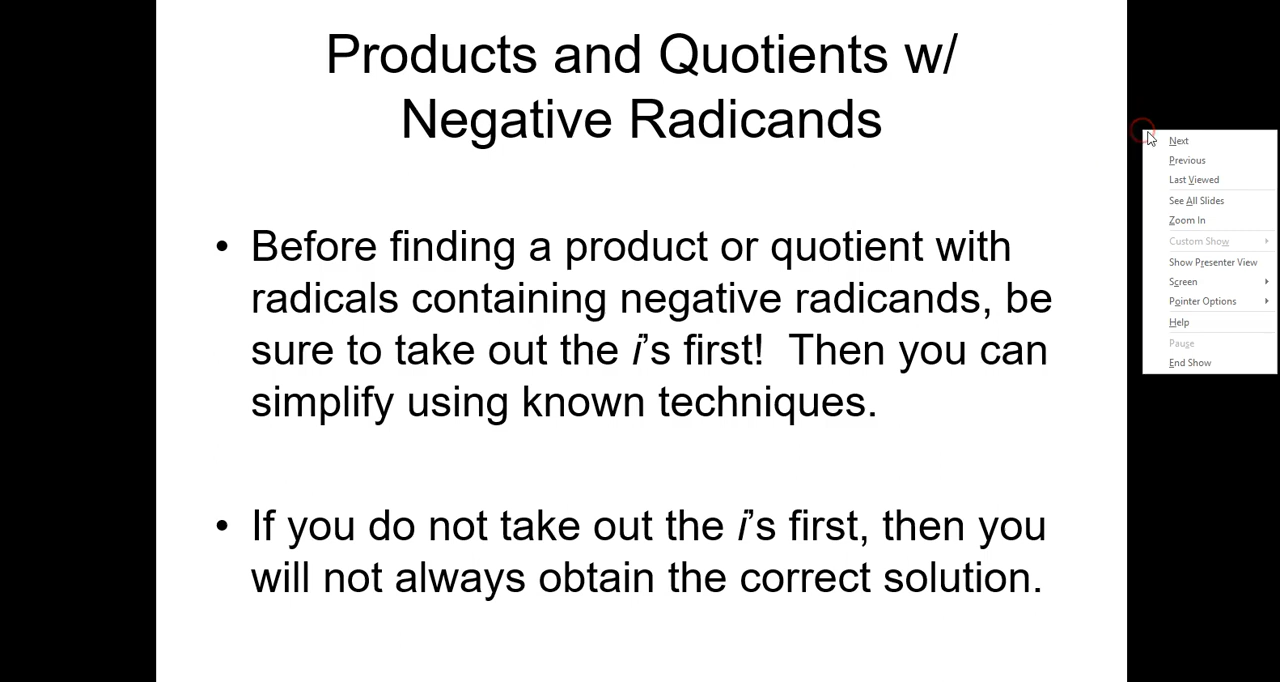 Products and Quotients w/
Negative Radicands
• Before finding a product or quotient with
radicals containing negative radicands, be
sure to take out the i's first!  Then you can
simplify using known techniques.
• If you do not take out the i's first, then you
will not always obtain the correct solution.
Next
Previous
Last Viewed
See All Slides
Zoom In
Custom Show
Show Presenter View
Screen
Pointer Options
Help
Pause
End Show